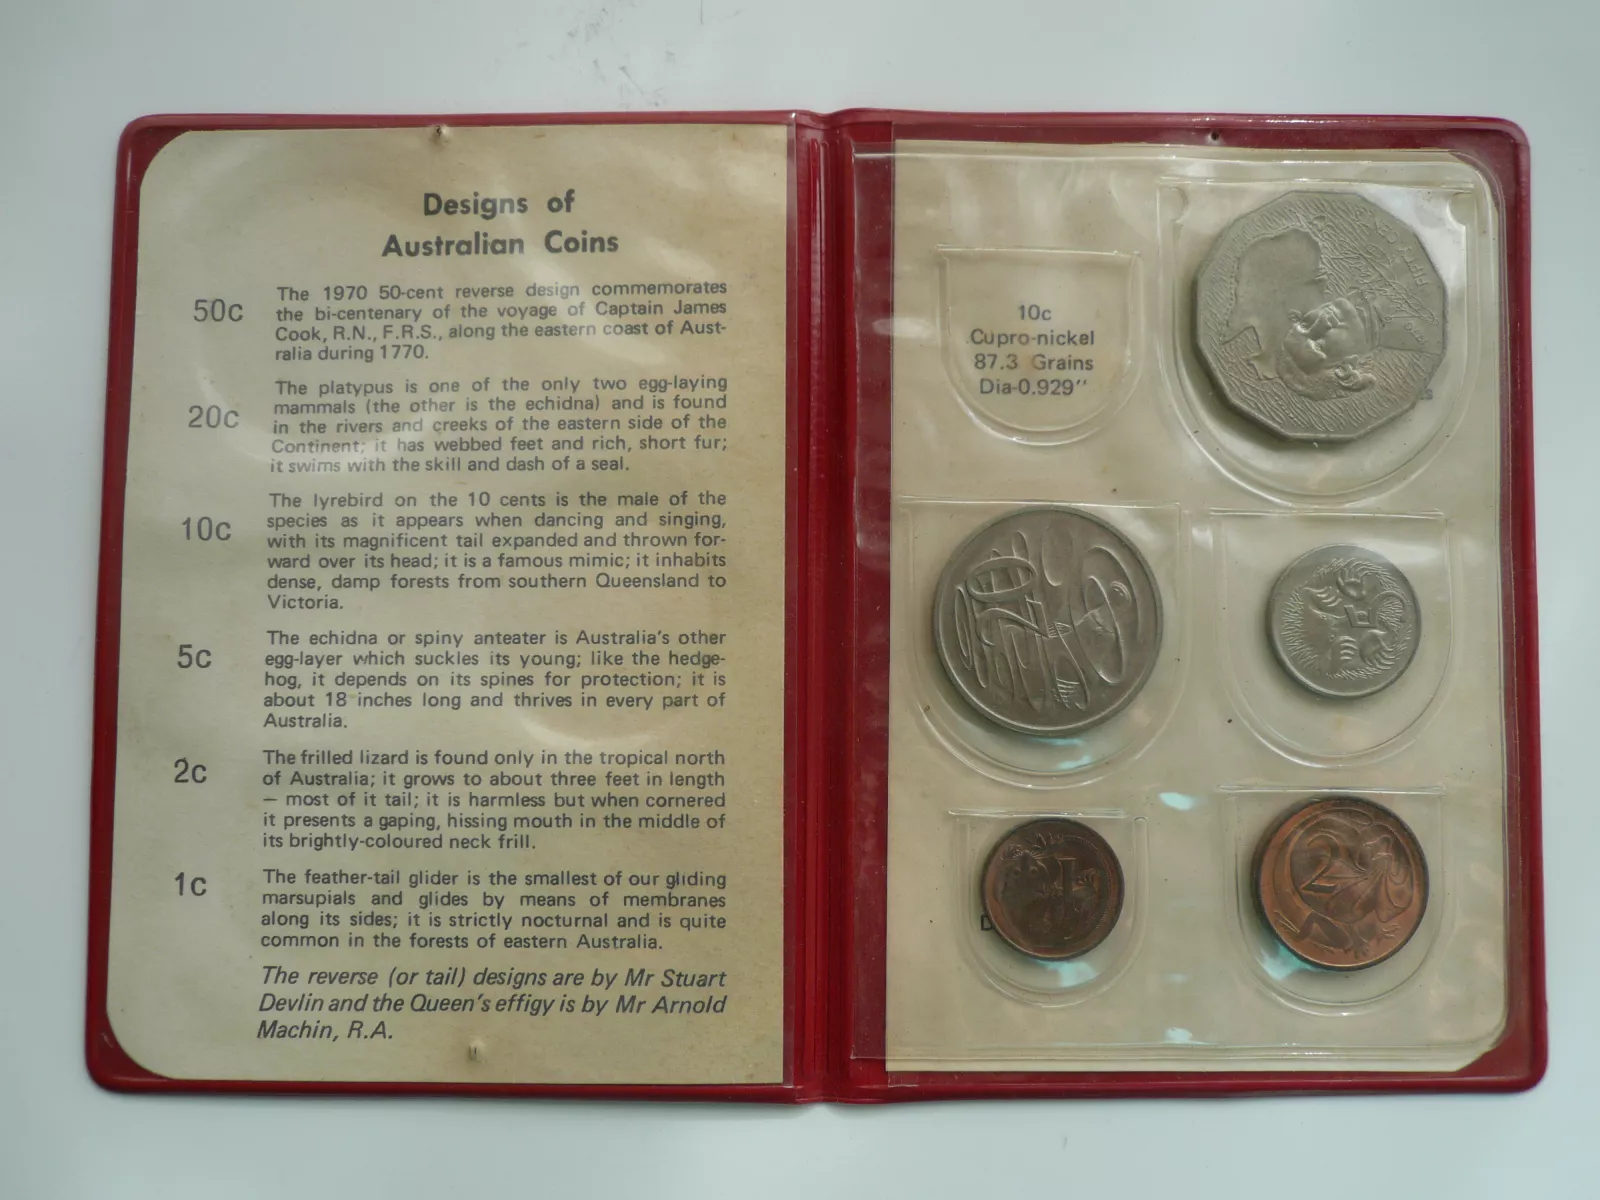 Designs of
Australian Coins
50c
The 1970 50-cent reverse design commemorates
the bi-centenary of the voyage of Captain James
Cook, R.N., F.R.S., along the eastern coast of Aust-
ralia during 1770.
20c
The platypus is one of the only two egg-laying
mammals (the other is the echidna) and is found
in the rivers and creeks of the eastern side of the
Continent; it has webbed feet and rich, short fur;
it swims with the skill and dash of a seal.
10c
The lyrebird on the 10 cents is the male of the
species as it appears when dancing and singing,
with its magnificent tail expanded and thrown for-
ward over its head; it is a famous mimic; it inhabits
dense, damp forests from southern Queensland to
Victoria.
5c
The echidna or spiny anteater is Australia's other
egg-layer which suckles its young; like the hedge-
hog, it depends on its spines for protection; it is
about 18 inches long and thrives in every part of
Australia.
2c
The frilled lizard is found only in the tropical north
of Australia; it grows to about three feet in length
— most of it tail; it is harmless but when cornered
it presents a gaping, hissing mouth in the middle of
its brightly-coloured neck frill.
1c
The feather-tail glider is the smallest of our gliding
marsupials and glides by means of membranes
along its sides; it is strictly nocturnal and is quite
common in the forests of eastern Australia.
The reverse (or tail) designs are by Mr Stuart
Devlin and the Queen's effigy is by Mr Arnold
Machin, R.A.
10c
Cupro-nickel
87.3 Grains
Dia-0.929"
FIFTY CENTS
20
5
1
D
2